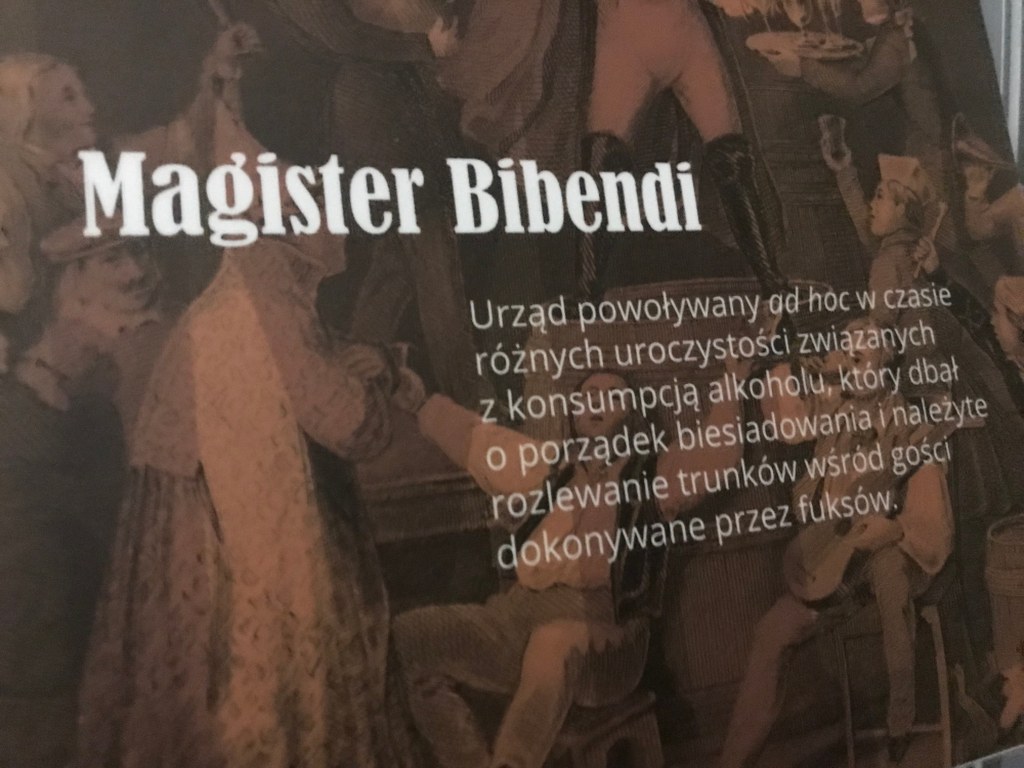 Magister Bibendi
Urząd powoływany ad hoc w czasie
różnych uroczystości związanych
z konsumpcją alkoholu, który dbał
o porządek biesiadowania i należyte
rozlewanie trunków wśród gości
dokonywane przez fuksów.